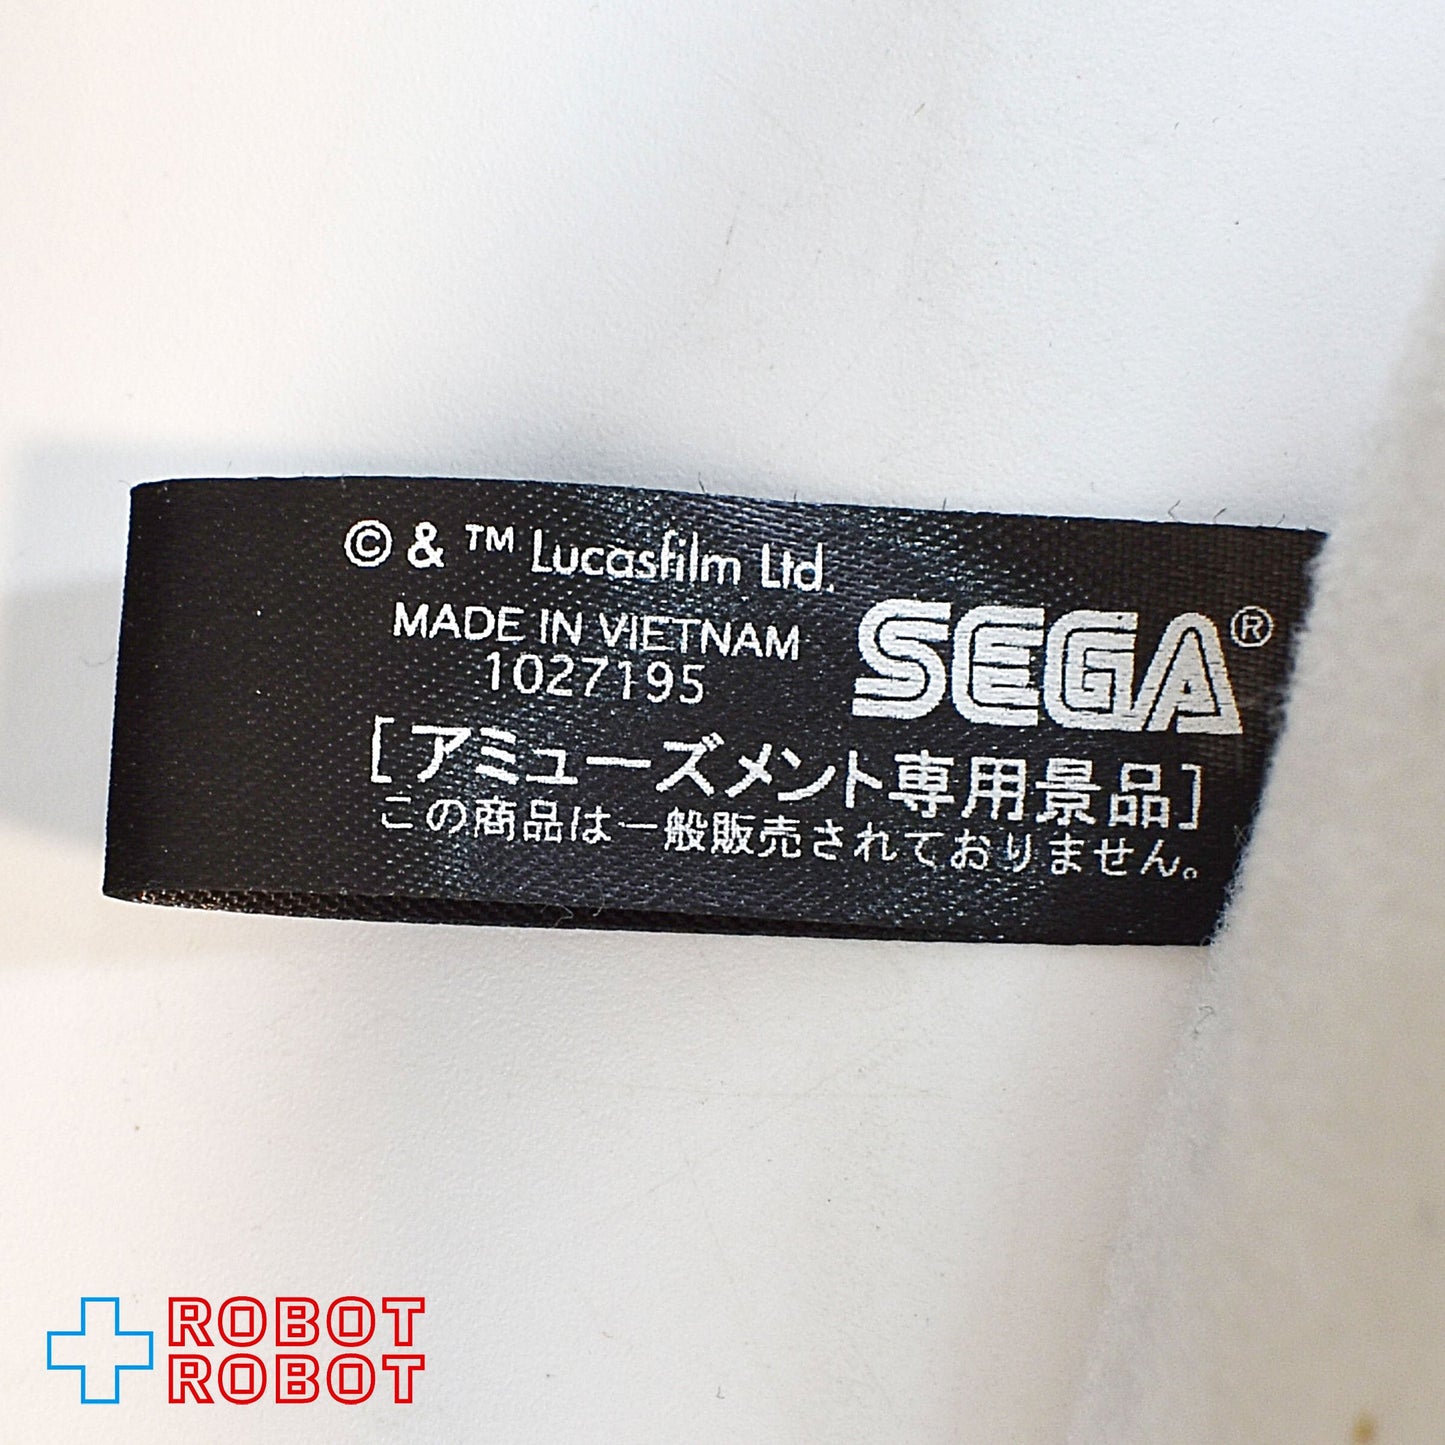 © & ™ Lucasfilm Ltd.
MADE IN VIETNAM
1027195
SEGA®
[アミューズメント専用景品]
この商品は一般販売されておりません。
ROBOT
ROBOT